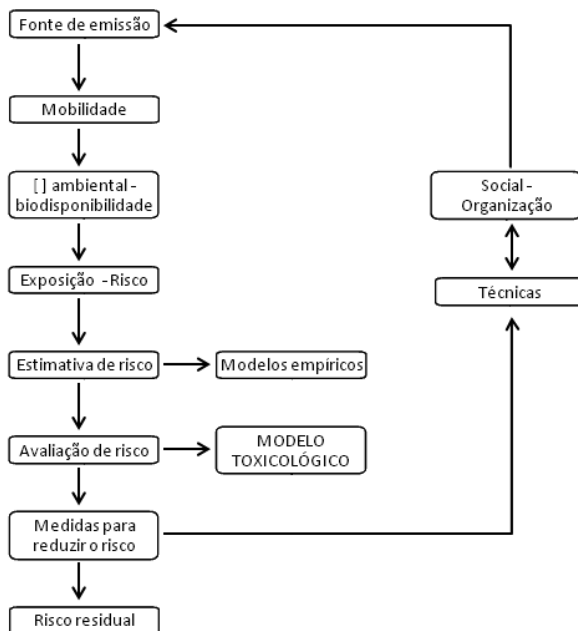 Fonte de emissão
Mobilidade
[ ] ambiental -
biodisponibilidade
Exposição - Risco
Estimativa de risco
Modelos empíricos
Avaliação de risco
MODELO
TOXICOLÓGICO
Medidas para
reduzir o risco
Risco residual
Social -
Organização
Técnicas